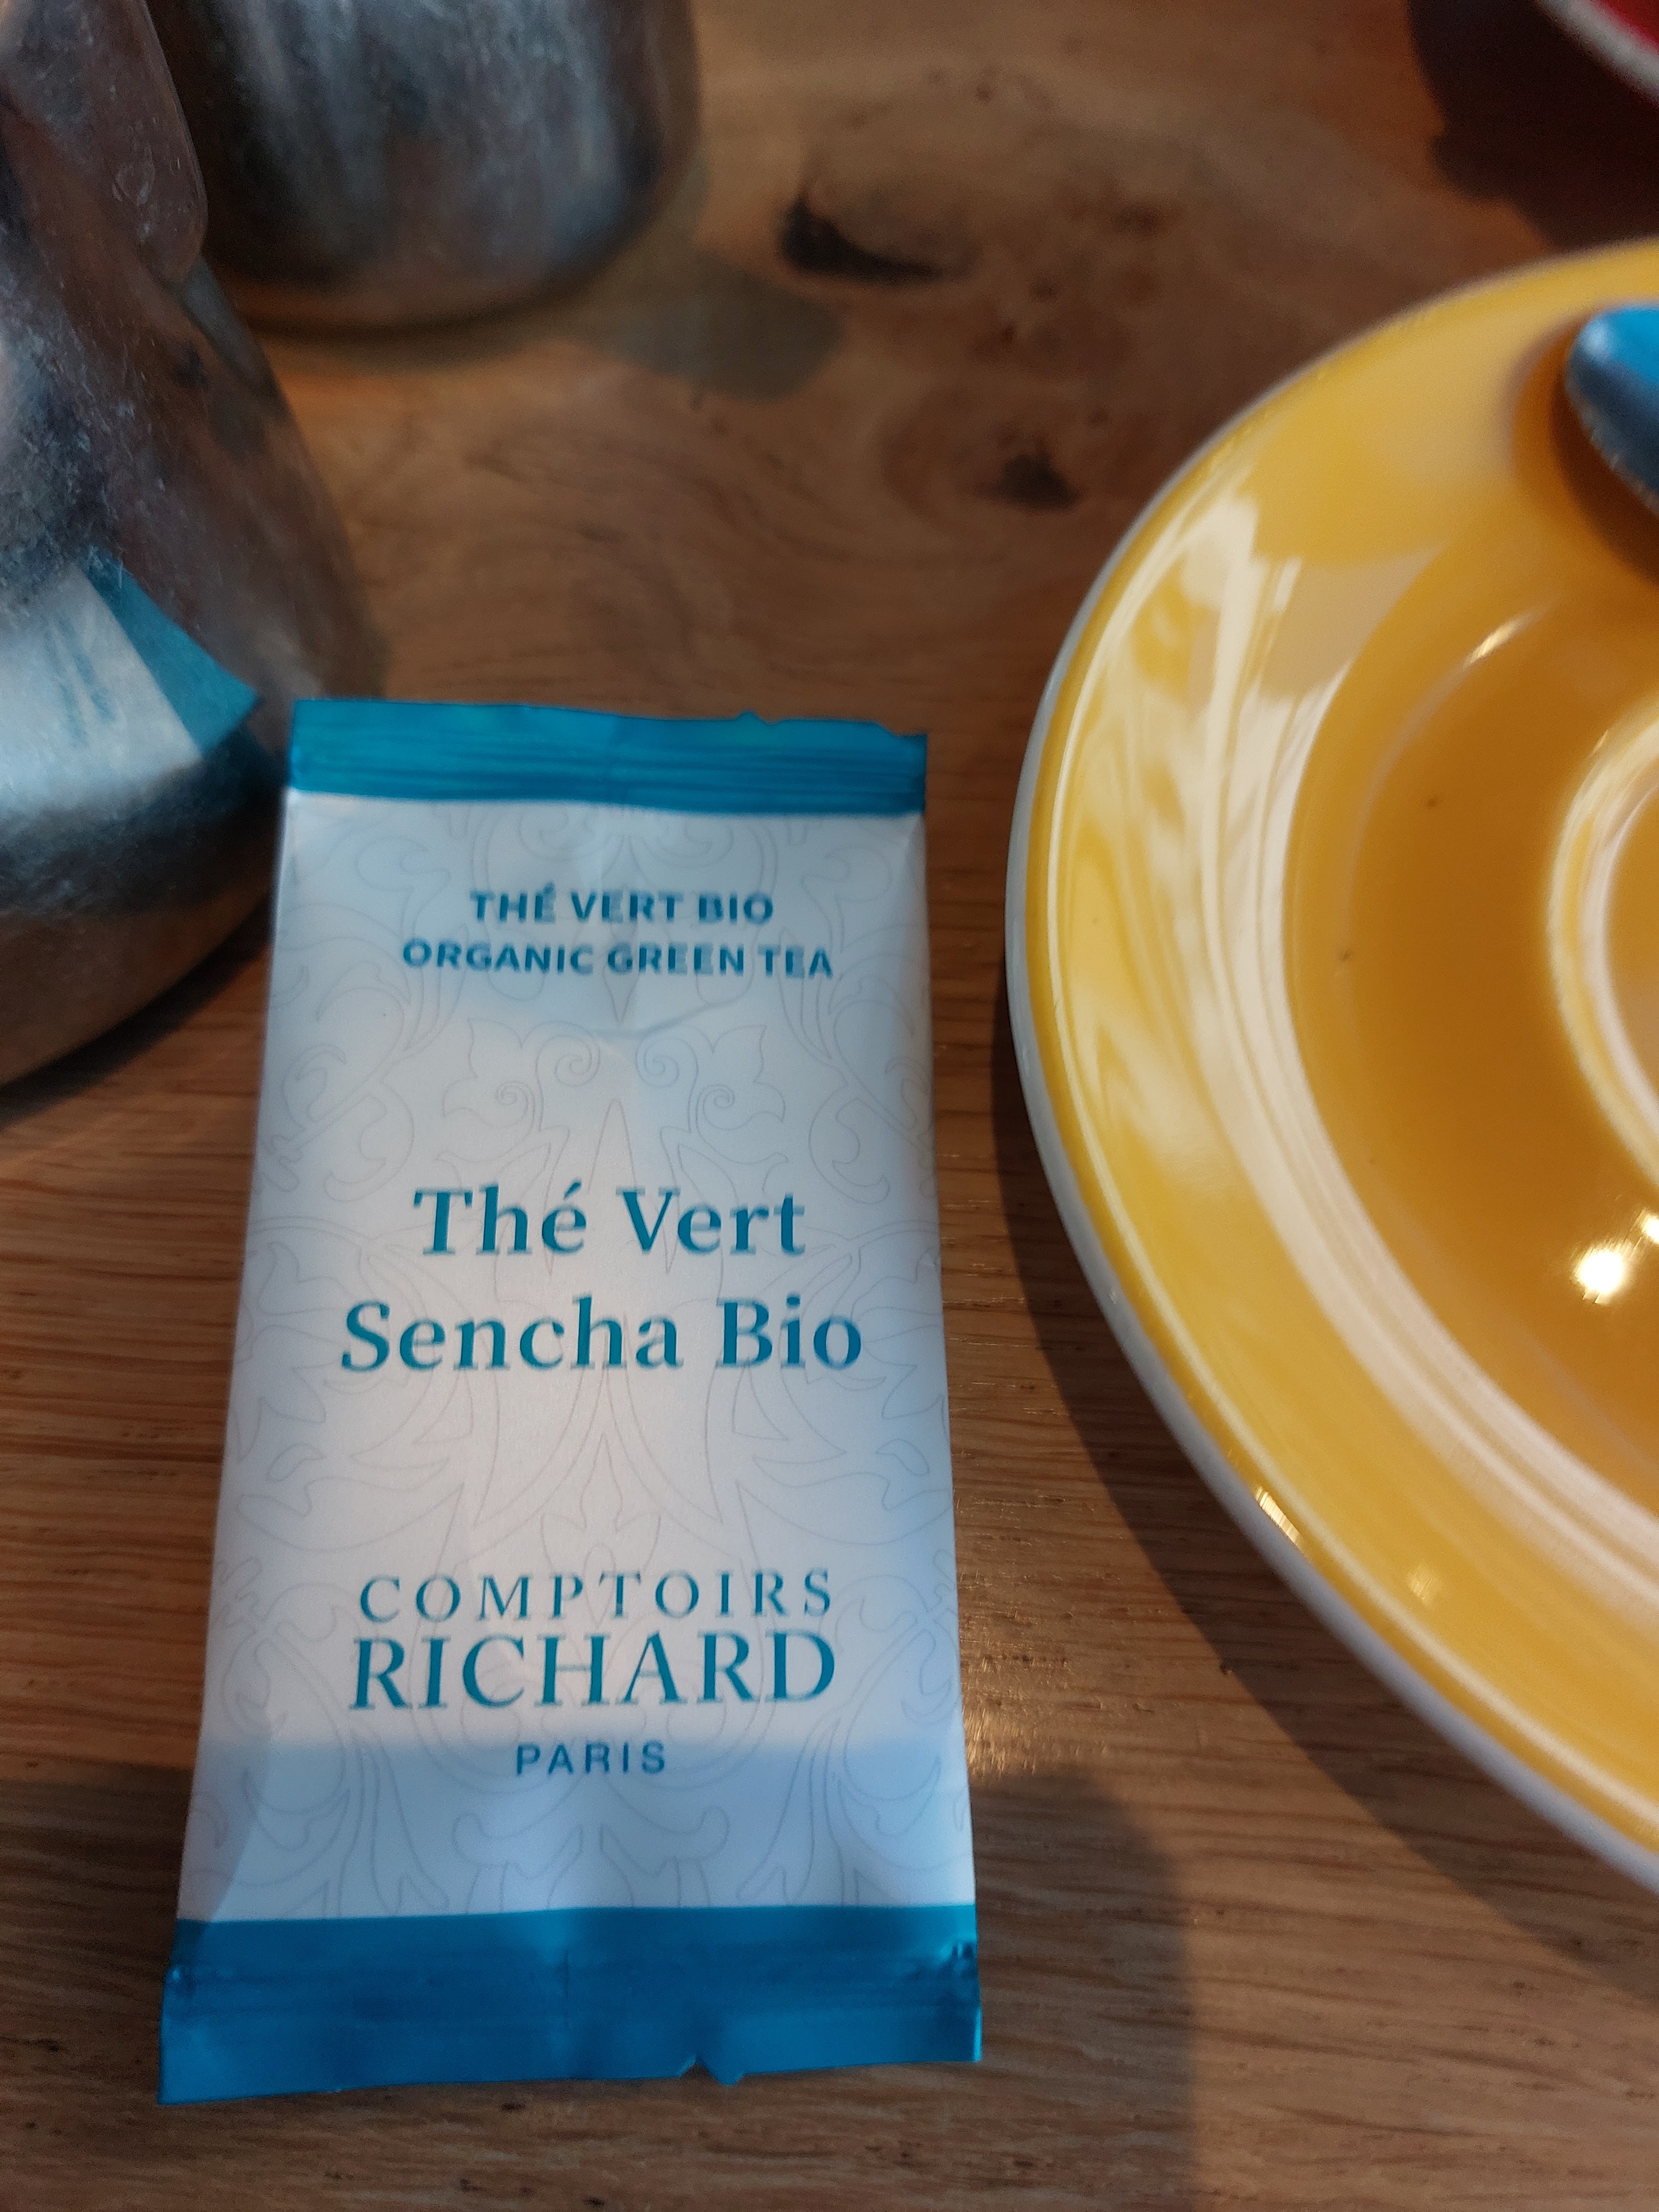 THÉ VERT BIO
ORGANIC GREEN TEA
Thé Vert
Sencha Bio
COMPTOIRS
RICHARD
PARIS